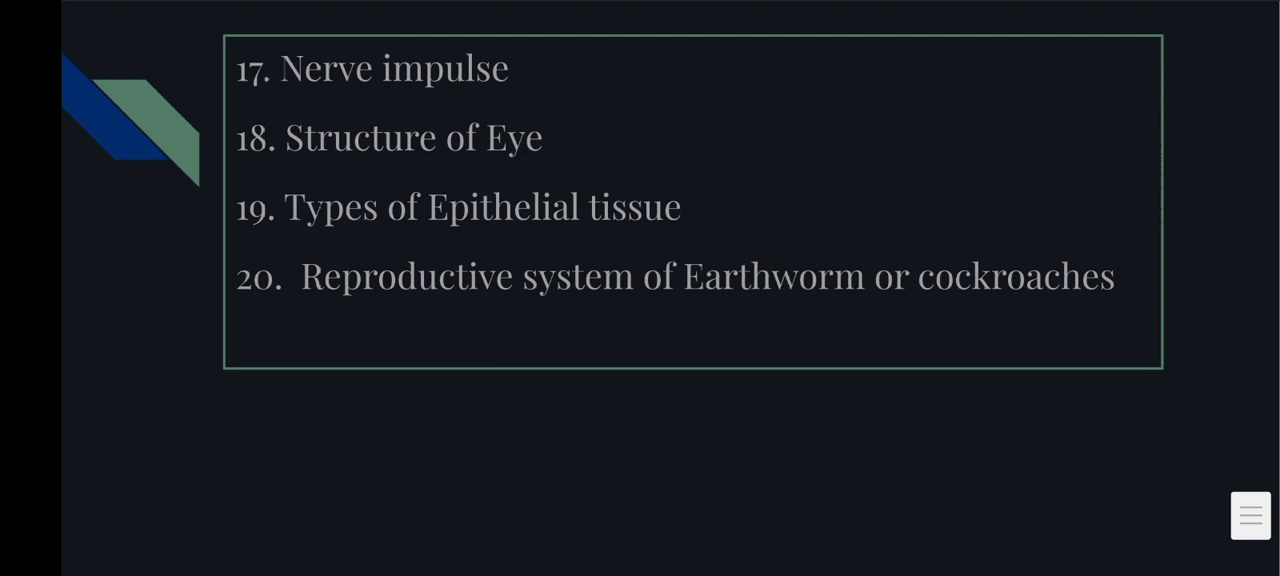 17. Nerve impulse
18. Structure of Eye
19. Types of Epithelial tissue
20. Reproductive system of Earthworm or cockroaches